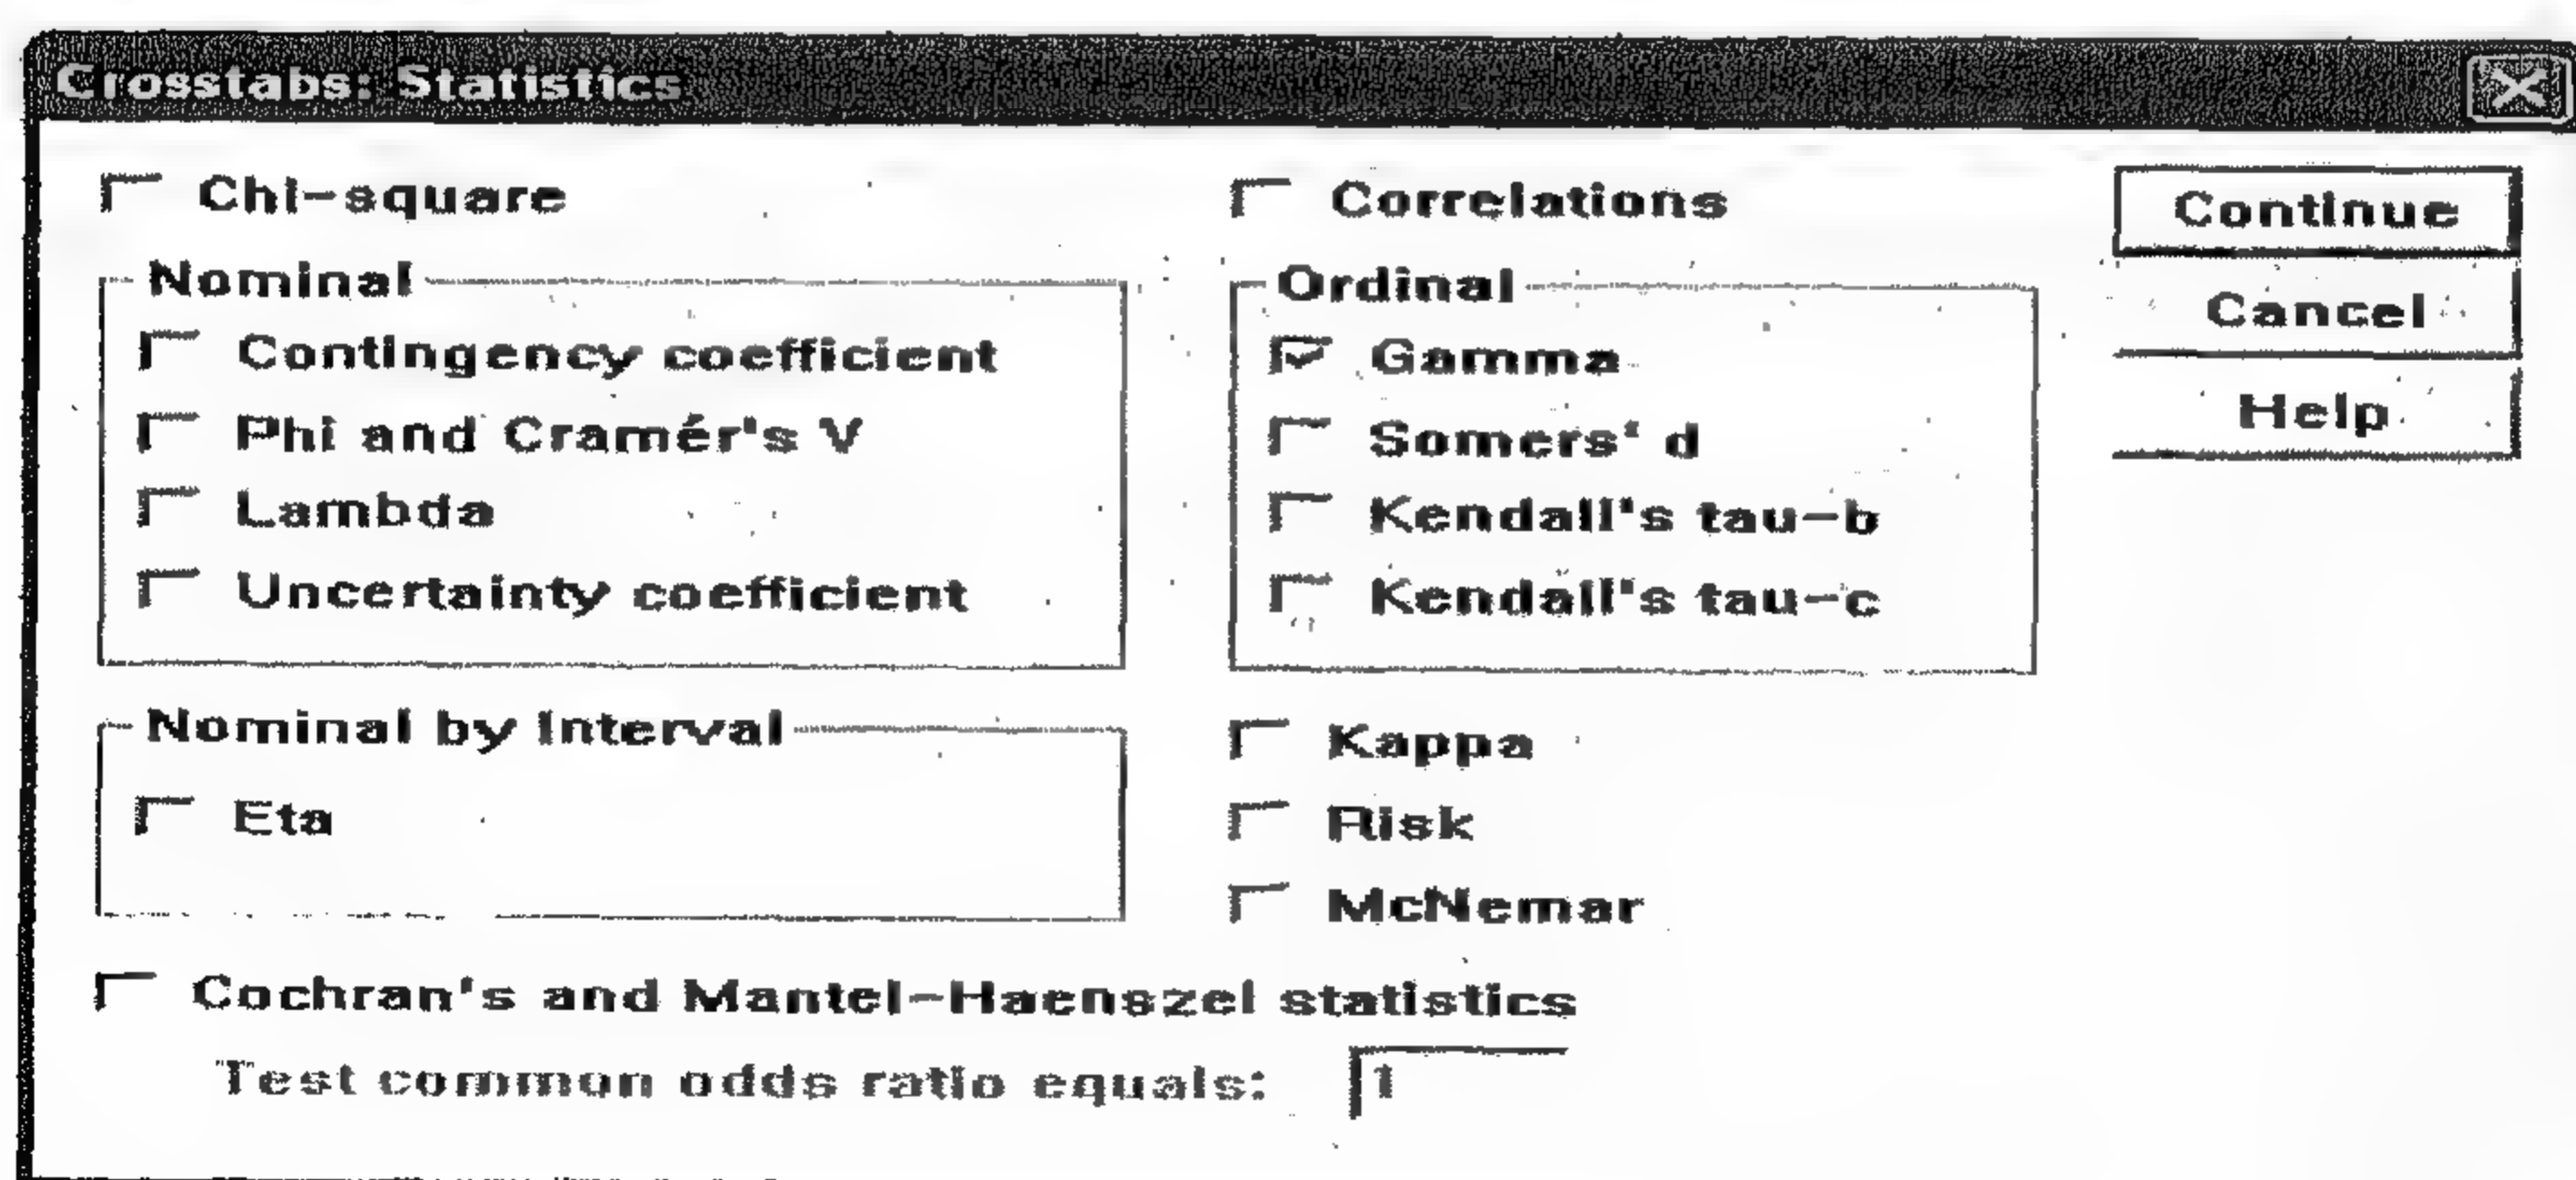 Crosstabs: Statistics
Chi-square
Correlations
Continue
Nominal
Ordinal
Cancel
Contingency coefficient
Gamma
Help
Phi and Cramér's V
Somers' d
Lambda
Kendall's tau-b
Uncertainty coefficient
Kendall's tau-c
Nominal by Interval
Kappa
Eta
Risk
McNemar
Cochran's and Mantel-Haenszel statistics
Test common odds ratio equals: 1